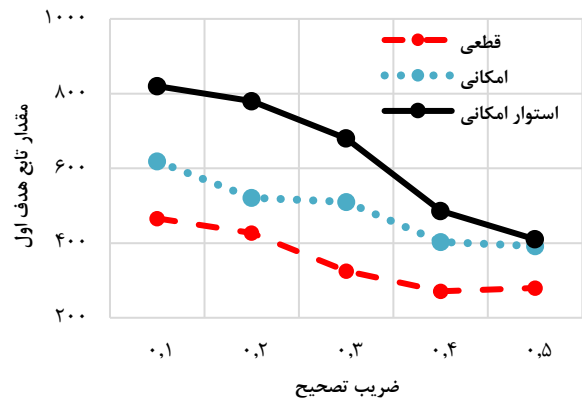 ۱۰۰۰
۸۰۰
۶۰۰
۴۰۰
۲۰۰
مقدار تابع هدف اول
قطعی
امکانی
استوار امکانی
۰,۱ ۰,۲ ۰,۳ ۰,۴ ۰,۵
ضریب تصحیح